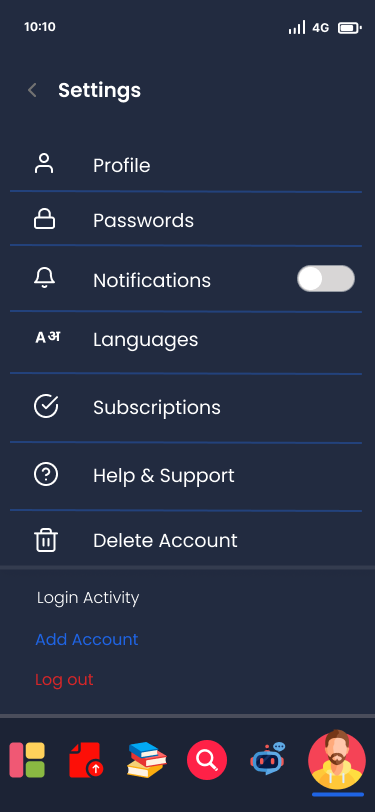 10:10
4G
Settings
Profile
Passwords
Notifications
A अ
Languages
Subscriptions
Help & Support
Delete Account
Login Activity
Add Account
Log out